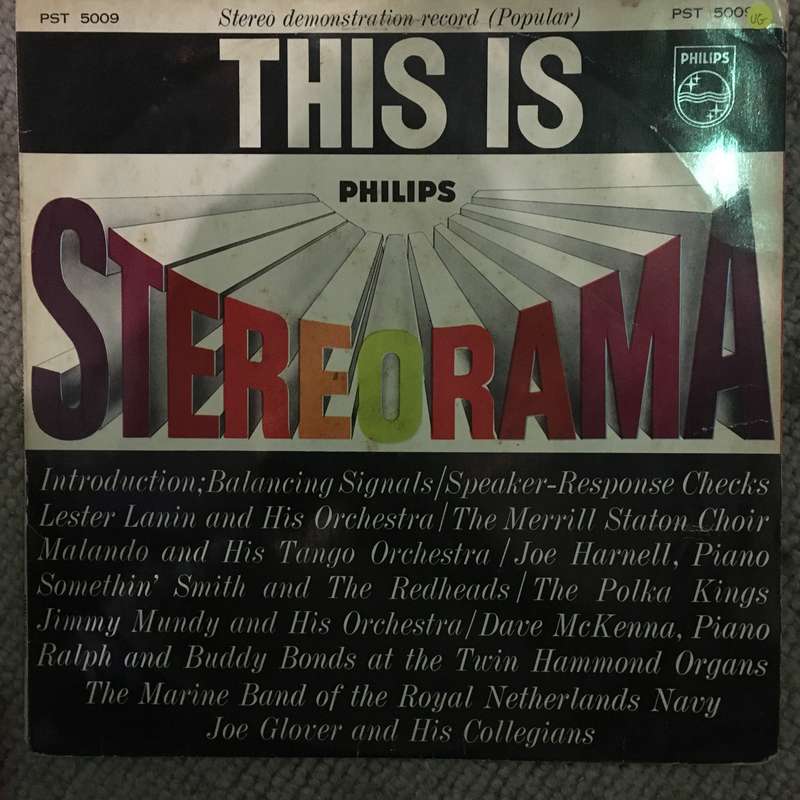 PST 5009 Stereo demonstration record (Popular) PST 5009 VG-
THIS IS
PHILIPS
PHILIPS
STEREORAMA
Introduction; Balancing Signals / Speaker-Response Checks
Lester Lanin and His Orchestra / The Merrill Staton Choir
Malando and His Tango Orchestra / Joe Harnell, Piano
Somethin' Smith and The Redheads / The Polka Kings
Jimmy Mundy and His Orchestra / Dave McKenna, Piano
Ralph and Buddy Bonds at the Twin Hammond Organs
The Marine Band of the Royal Netherlands Navy
Joe Glover and His Collegians